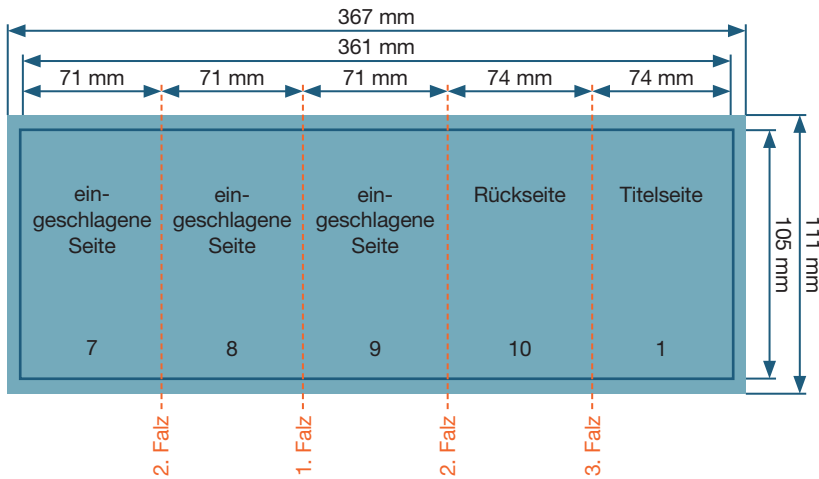 367 mm
361 mm
71 mm 71 mm 71 mm 74 mm 74 mm
ein-
geschlagene
Seite
ein-
geschlagene
Seite
ein-
geschlagene
Seite
Rückseite
Titelseite
105 mm
111 mm
7 8 9 10 1
2. Falz
1. Falz
2. Falz
3. Falz